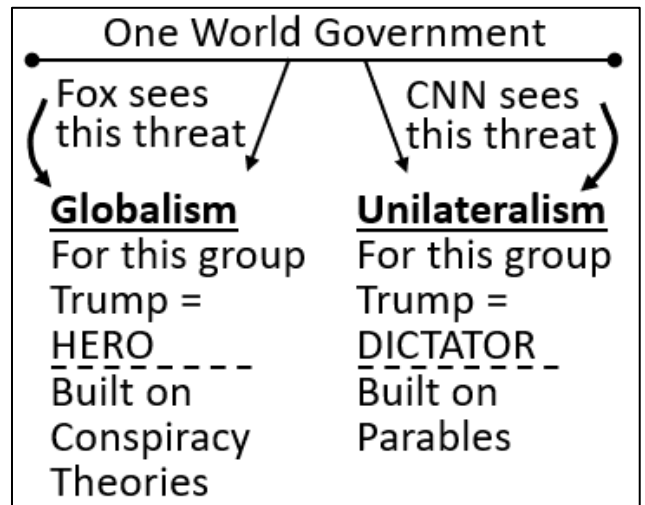 One World Government
Fox sees
this threat
CNN sees
this threat
Globalism
For this group
Trump =
HERO
Built on
Conspiracy
Theories
Unilateralism
For this group
Trump =
DICTATOR
Built on
Parables